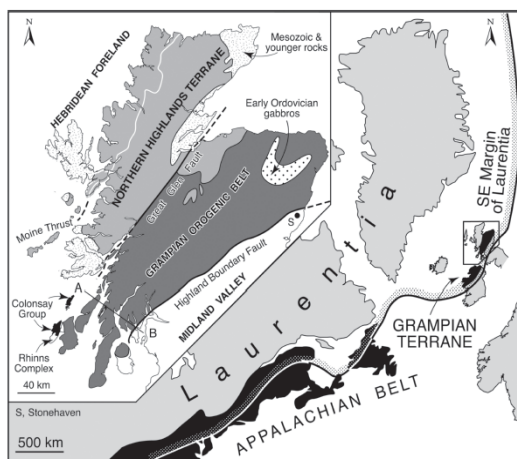 N
N
Mesozoic &
younger rocks
HEBRIDEAN FORELAND
NORTHERN HIGHLANDS TERRANE
Early Ordovician
gabbros
Great Glen Fault
Moine Thrust
GRAMPIAN OROGENIC BELT
S
Highland Boundary Fault
MIDLAND VALLEY
A
B
Colonsay
Group
Rhinns
Complex
40 km
S, Stonehaven
500 km
Laurentia
SE Margin
of Laurentia
GRAMPIAN
TERRANE
APPALACHIAN BELT